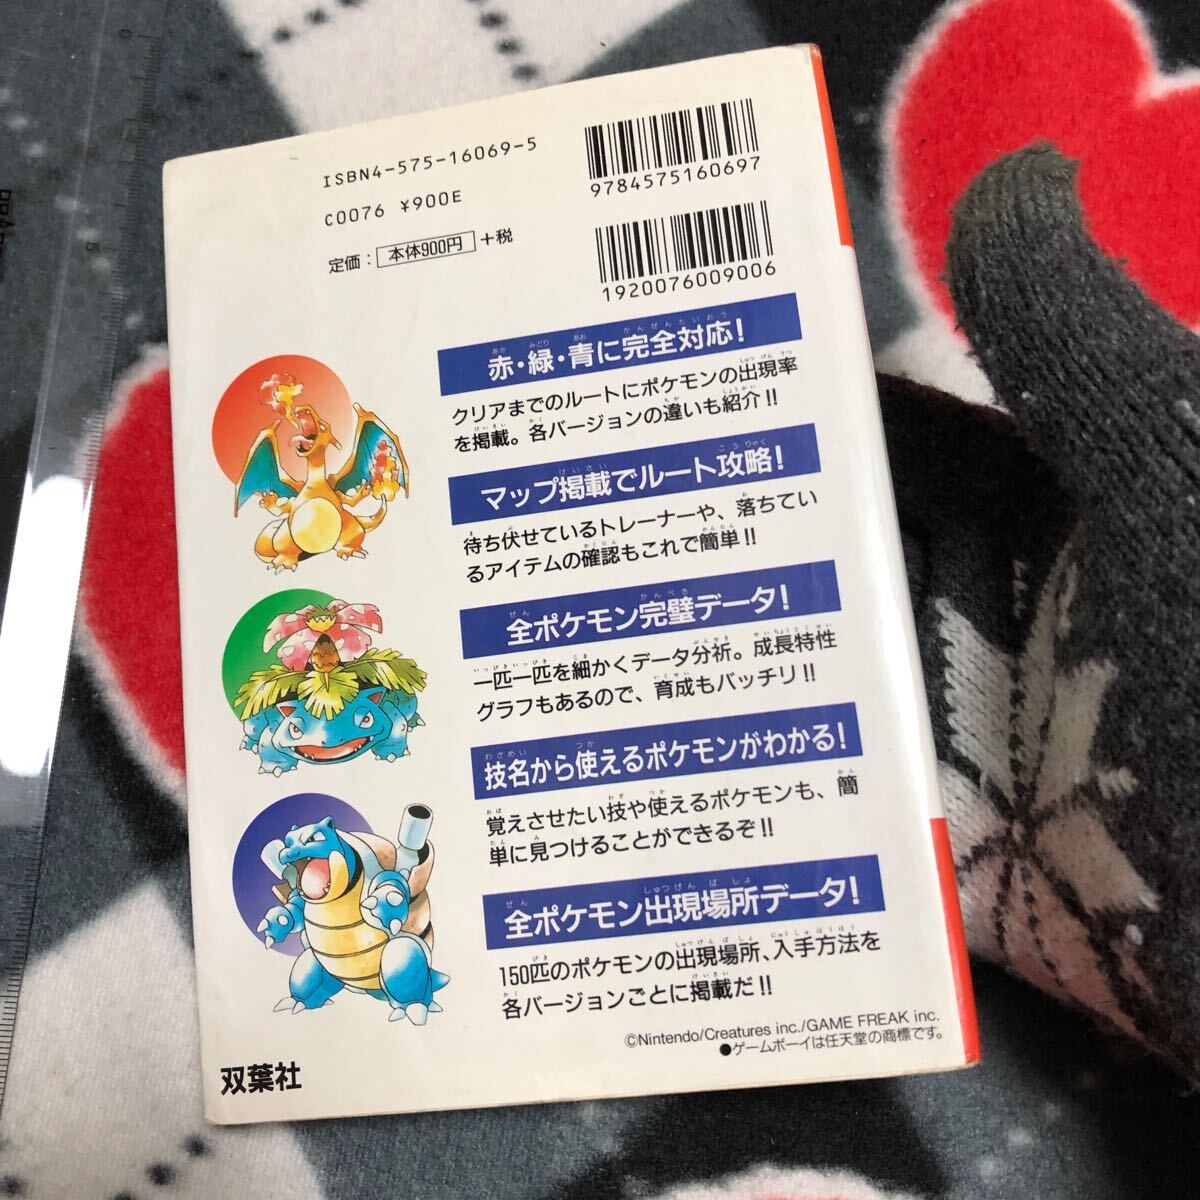 ISBN4-575-16069-5
C0076 ¥900E
定価：本体900円＋税
9784575160697
1920076009006
赤・緑・青に完全対応！
クリアまでのルートにポケモンの出現率
を掲載。各バージョンの違いも紹介!!
マップ掲載でルート攻略！
待ち伏せているトレーナーや、落ちてい
るアイテムの確認もこれで簡単!!
全ポケモン完璧データ！
一匹一匹を細かくデータ分析。成長特性
グラフもあるので、育成もバッチリ!!
技名から使えるポケモンがわかる！
覚えさせたい技や使えるポケモンも、簡
単に見つけることができるぞ!!
全ポケモン出現場所データ！
150匹のポケモンの出現場所、入手方法を
各バージョンごとに掲載だ!!
©Nintendo/Creatures inc./GAME FREAK inc.
●ゲームボーイは任天堂の商標です。
双葉社
0
5